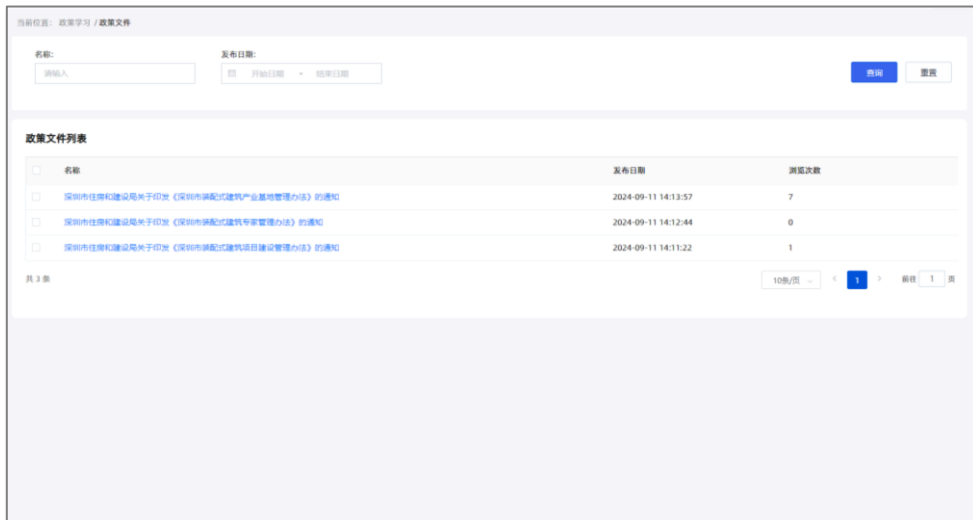 当前位置： 政策学习 / 政策文件
名称: 发布日期:
请输入 开始日期 - 结束日期 查询 重置
政策文件列表
名称 发布日期 浏览次数
深圳市住房和建设局关于印发《深圳市装配式建筑产业基地管理办法》的通知 2024-09-11 14:13:57 7
深圳市住房和建设局关于印发《深圳市装配式建筑专家管理办法》的通知 2024-09-11 14:12:44 0
深圳市住房和建设局关于印发《深圳市装配式建筑项目建设管理办法》的通知 2024-09-11 14:11:22 1
共 3 条 10条/页 < 1 > 前往 1 页